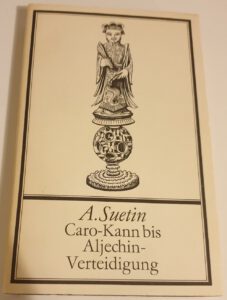 A. Suetin
Caro-Kann bis
Aljechin-
Verteidigung